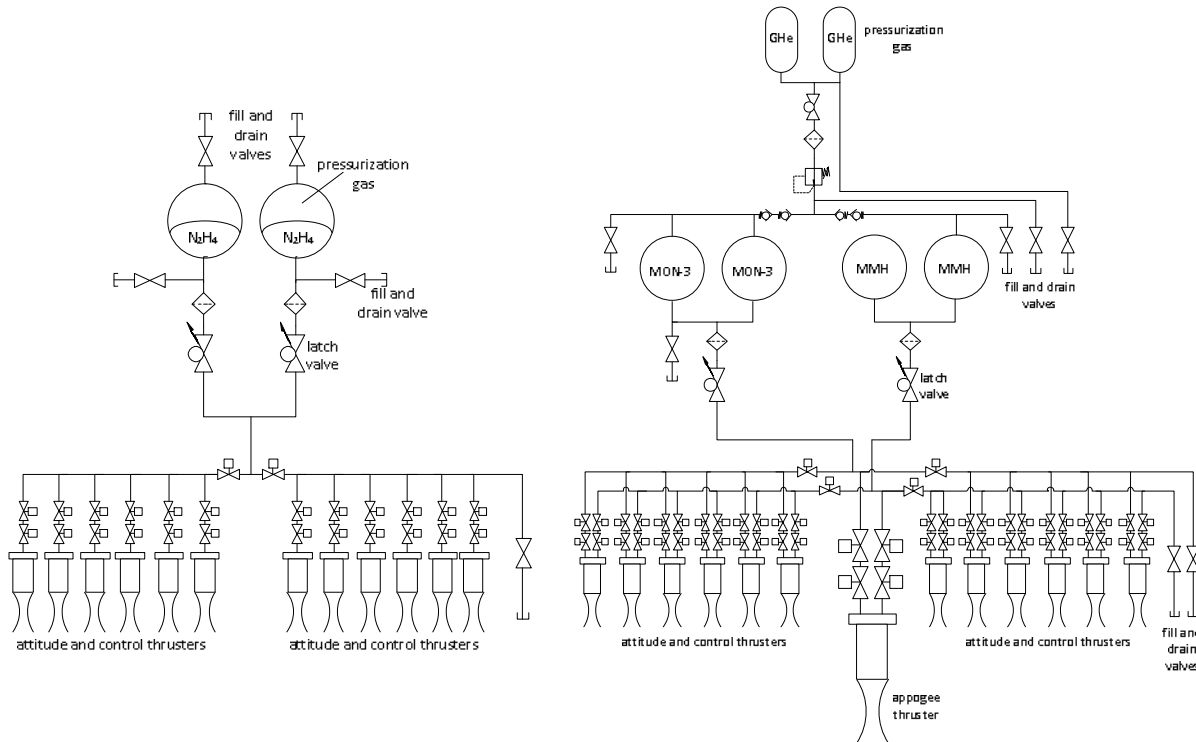 fill and
drain
valves
pressurization
gas
N₂H₄
N₂H₄
fill and
drain valve
latch
valve
attitude and control thrusters
attitude and control thrusters
GHe
GHe
pressurization
gas
MON-3
MON-3
MMH
MMH
fill and drain
valves
latch
valve
attitude and control thrusters
attitude and control thrusters
fill and
drain
valves
appogee
thruster